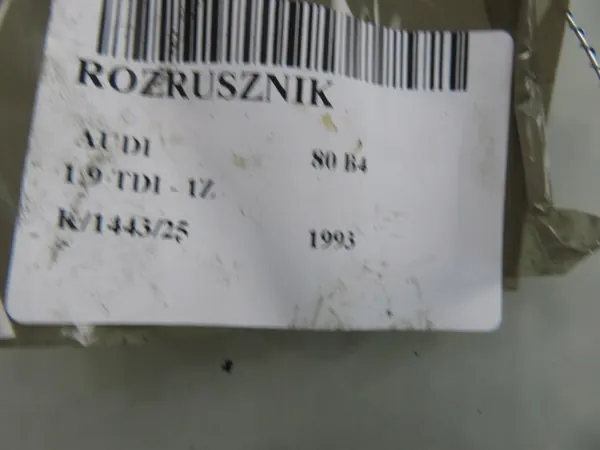 ROZRUSZNIK
AUDI 80 B4
1,9 TDI - 1Z
K/1443/25 1993